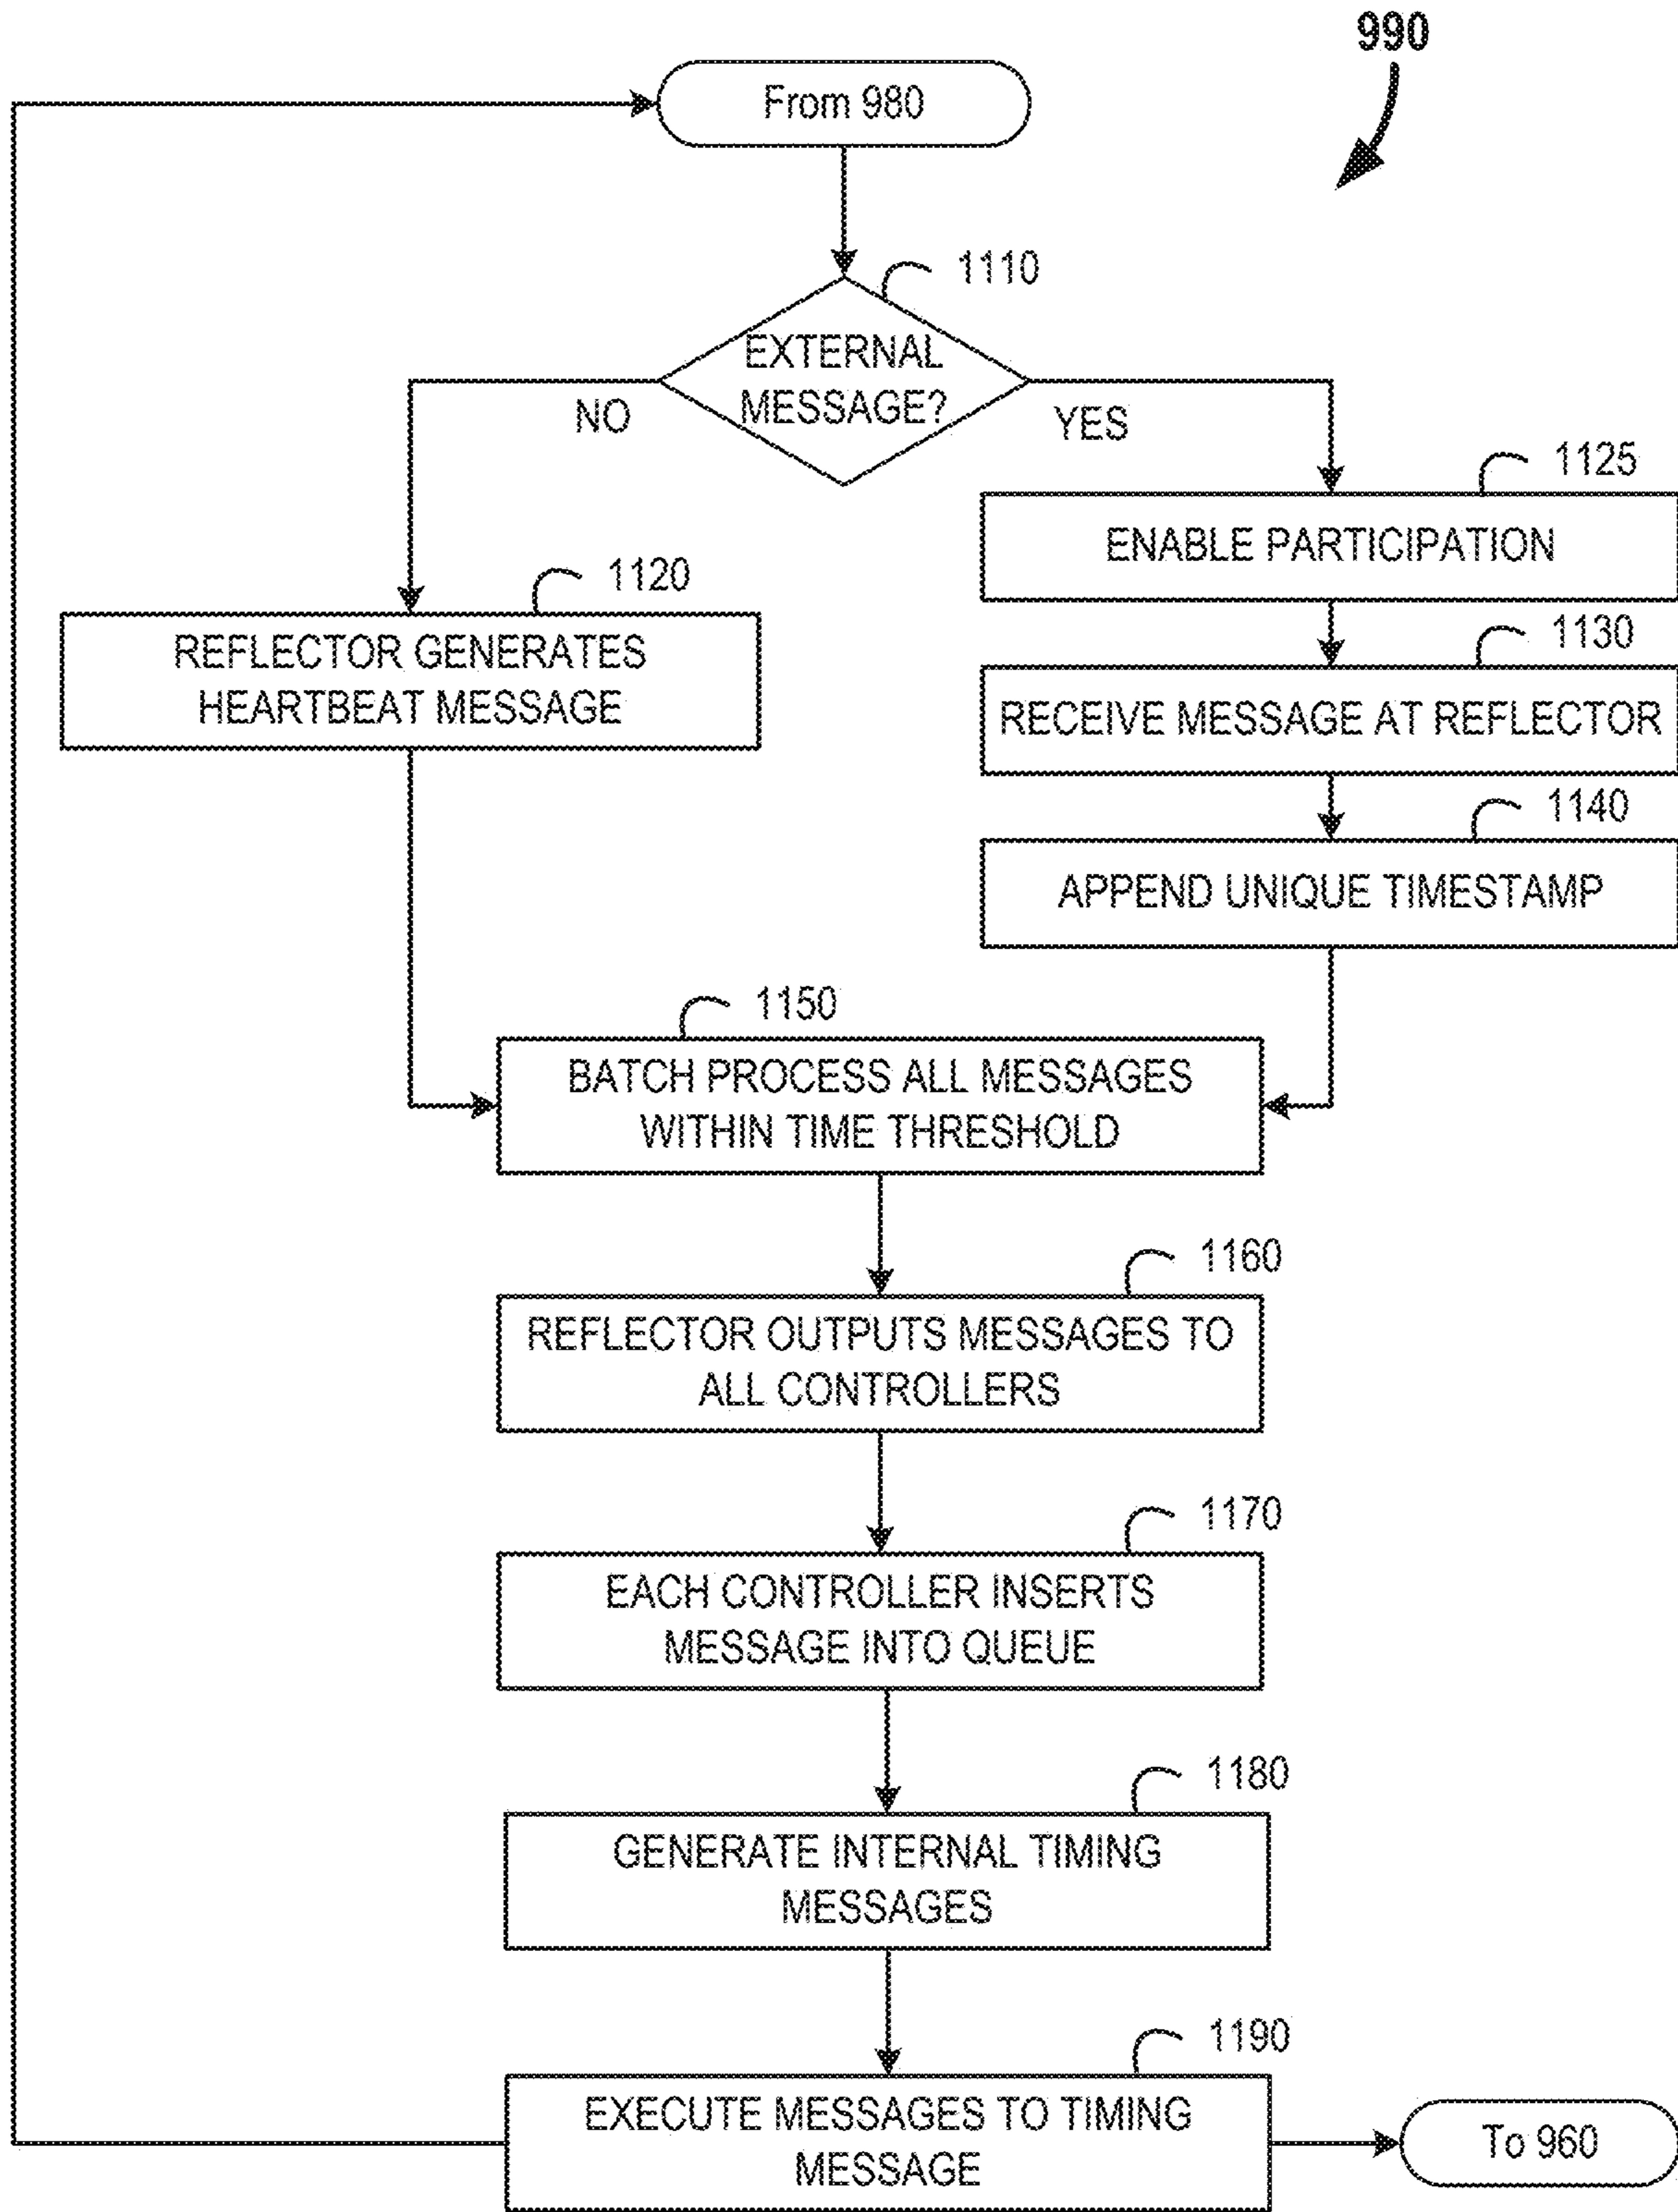 990
From 980
1110
EXTERNAL
MESSAGE?
NO
YES
1125
ENABLE PARTICIPATION
1120
REFLECTOR GENERATES
HEARTBEAT MESSAGE
1130
RECEIVE MESSAGE AT REFLECTOR
1140
APPEND UNIQUE TIMESTAMP
1150
BATCH PROCESS ALL MESSAGES
WITHIN TIME THRESHOLD
1160
REFLECTOR OUTPUTS MESSAGES TO
ALL CONTROLLERS
1170
EACH CONTROLLER INSERTS
MESSAGE INTO QUEUE
1180
GENERATE INTERNAL TIMING
MESSAGES
1190
EXECUTE MESSAGES TO TIMING
MESSAGE
To 960